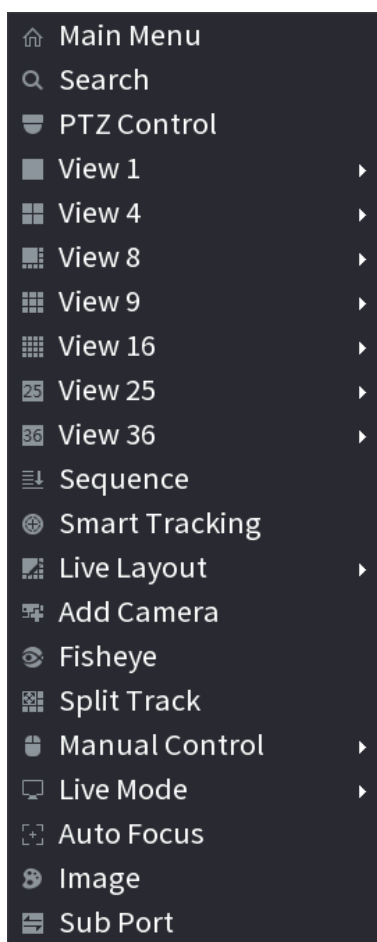 Main Menu
Search
PTZ Control
View 1
View 4
View 8
View 9
View 16
25 View 25
36 View 36
Sequence
Smart Tracking
Live Layout
Add Camera
Fisheye
Split Track
Manual Control
Live Mode
Auto Focus
Image
Sub Port